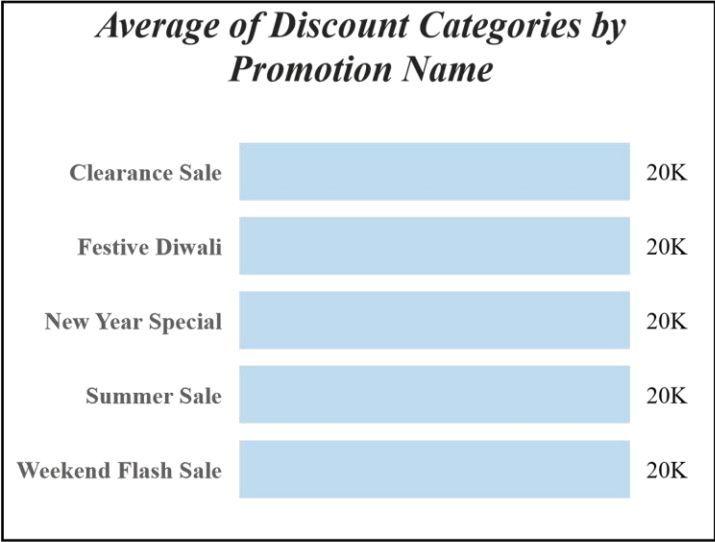 Average of Discount Categories by
Promotion Name
Clearance Sale 20K
Festive Diwali 20K
New Year Special 20K
Summer Sale 20K
Weekend Flash Sale 20K